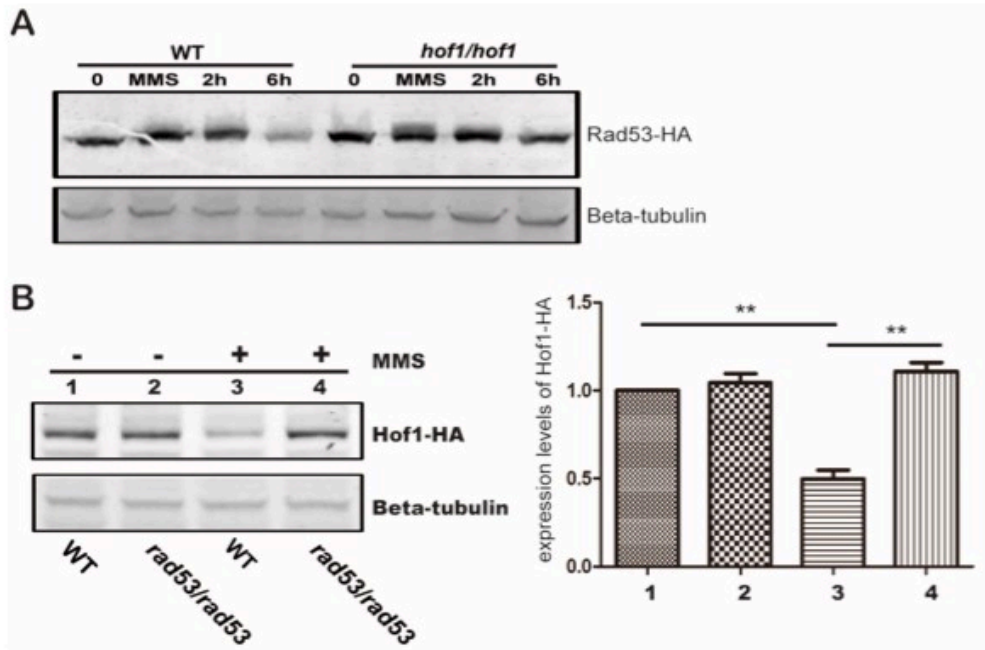 A
WT hof1/hof1
0 MMS 2h 6h 0 MMS 2h 6h
Rad53-HA
Beta-tubulin
B
- - + + MMS
1 2 3 4
Hof1-HA
Beta-tubulin
WT rad53/rad53 WT rad53/rad53
expression levels of Hof1-HA
1.5
1.0
0.5
0.0
** **
1 2 3 4